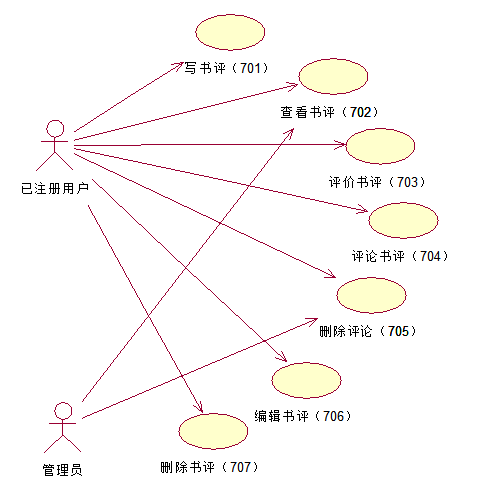 写书评（701）
查看书评（702）
已注册用户
评价书评（703）
评论书评（704）
删除评论（705）
编辑书评（706）
管理员
删除书评（707）